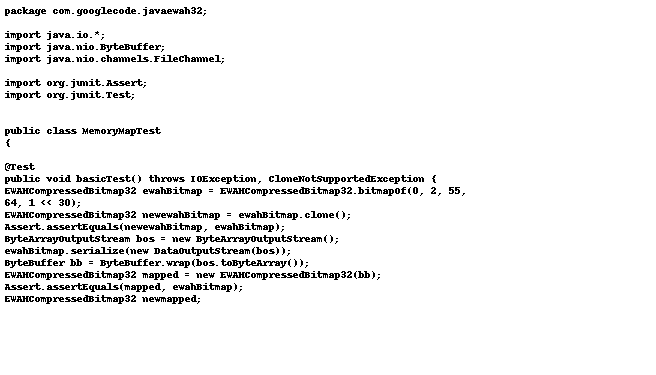 package com.googlecode.javaewah32;
import java.io.*;
import java.nio.ByteBuffer;
import java.nio.channels.FileChannel;
import org.junit.Assert;
import org.junit.Test;
public class MemoryMapTest
{
@Test
public void basicTest() throws IOException, CloneNotSupportedException {
EWAHCompressedBitmap32 ewahBitmap = EWAHCompressedBitmap32.bitmapOf(0, 2, 55,
64, 1 << 30);
EWAHCompressedBitmap32 newewahBitmap = ewahBitmap.clone();
Assert.assertEquals(newewahBitmap, ewahBitmap);
ByteArrayOutputStream bos = new ByteArrayOutputStream();
ewahBitmap.serialize(new DataOutputStream(bos));
ByteBuffer bb = ByteBuffer.wrap(bos.toByteArray());
EWAHCompressedBitmap32 mapped = new EWAHCompressedBitmap32(bb);
Assert.assertEquals(mapped, ewahBitmap);
EWAHCompressedBitmap32 newmapped;